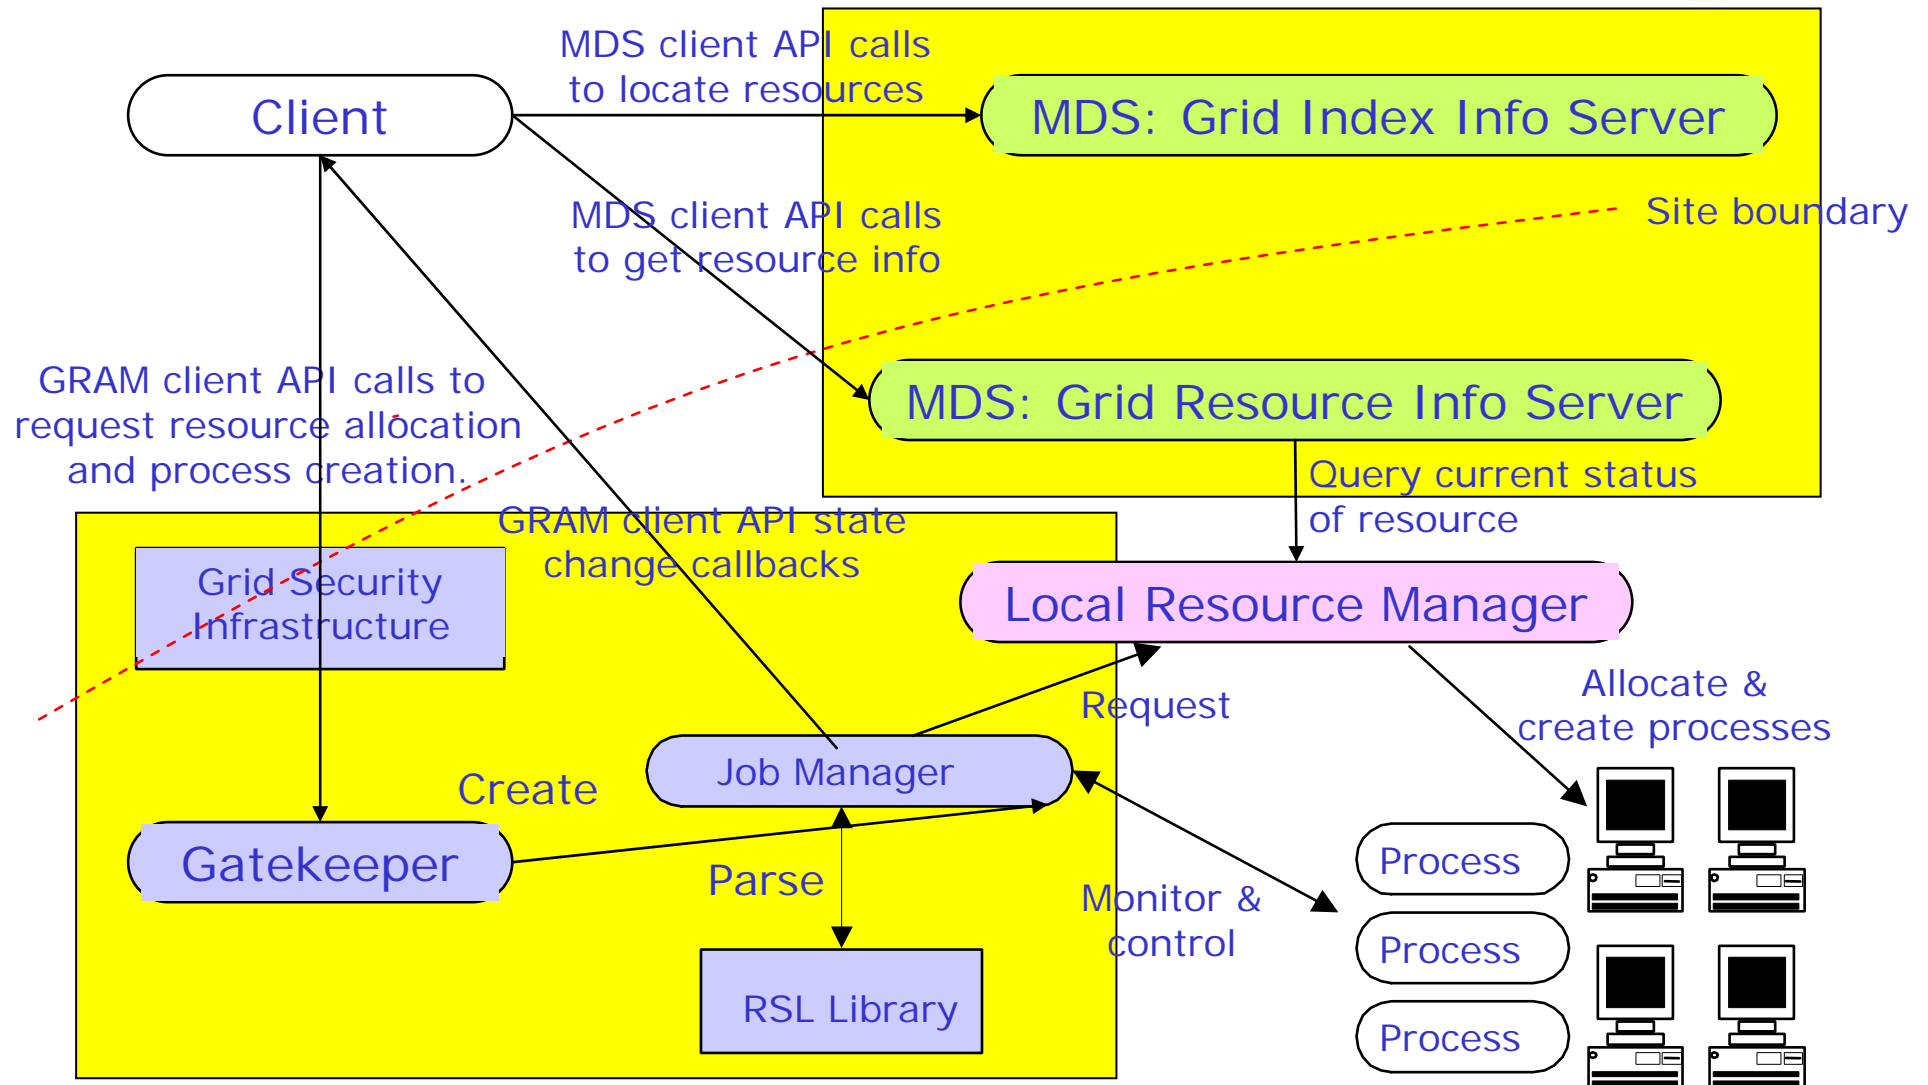 MDS client API calls
to locate resources
Client
MDS: Grid Index Info Server
MDS client API calls
to get resource info
Site boundary
GRAM client API calls to
request resource allocation
and process creation.
MDS: Grid Resource Info Server
Query current status
of resource
GRAM client API state
change callbacks
Grid Security
Infrastructure
Local Resource Manager
Request
Allocate &
create processes
Job Manager
Create
Gatekeeper
Parse
Monitor &
control
Process
Process
Process
RSL Library